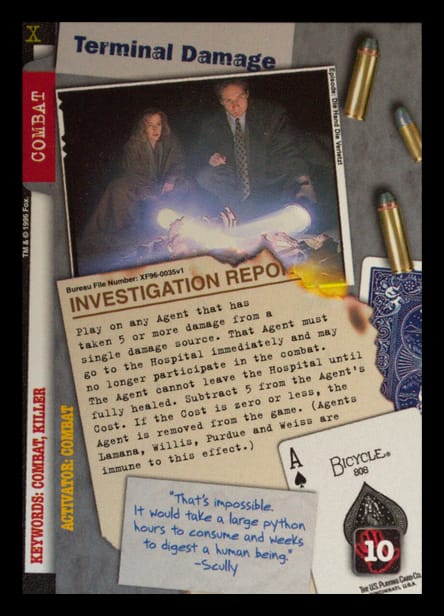 X
Terminal Damage
COMBAT
Episode: Die Hand Die Verletzt
TM & © 1996 Fox.
Bureau File Number: XF96-0035v1
INVESTIGATION REPO
Play on any Agent that has
taken 5 or more damage from a
single damage source. That Agent must
go to the Hospital immediately and may
no longer participate in the combat.
The Agent cannot leave the Hospital until
fully healed. Subtract 5 from the Agent's
Cost. If the Cost is zero or less, the
Agent is removed from the game. (Agents
Lamana, Willis, Purdue and Weiss are
immune to this effect.)
KEYWORDS: COMBAT, KILLER
ACTIVATOR: COMBAT
A
BICYCLE®
808
10
THE U.S. PLAYING CARD CO.
CINCINNATI, U.S.A.
"That's impossible.
It would take a large python
hours to consume and weeks
to digest a human being."
-Scully